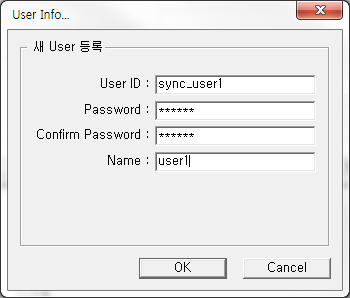 User Info...
새 User 등록
User ID : sync_user1
Password : ******
Confirm Password : ******
Name : user1
OK Cancel